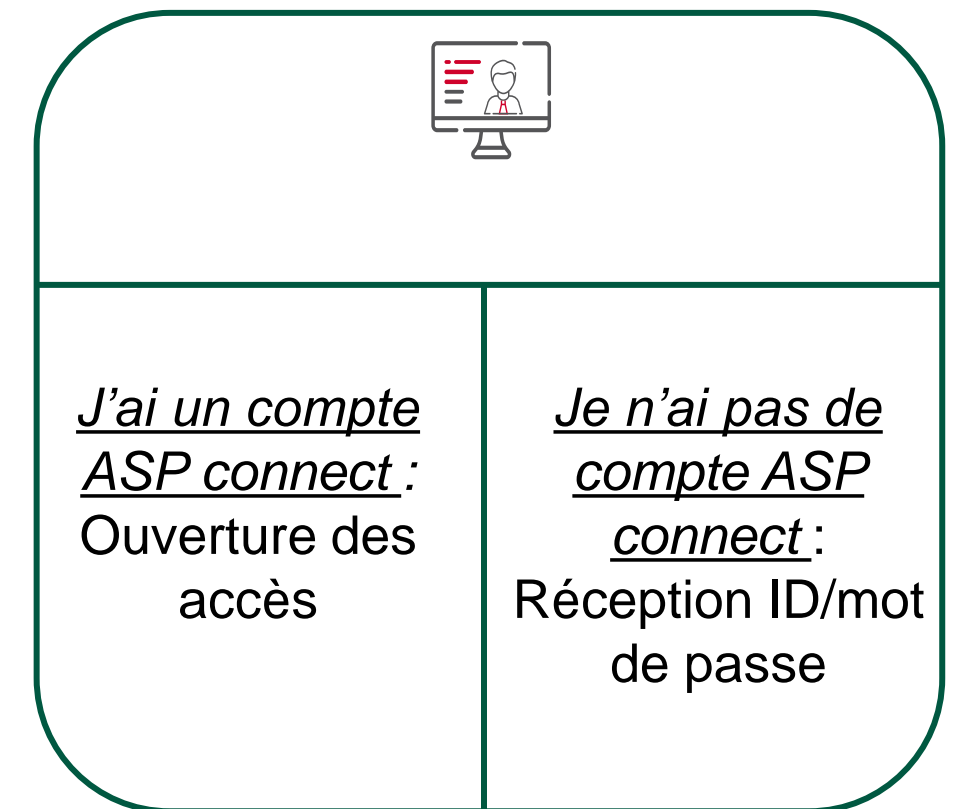 J’ai un compte
ASP connect :
Ouverture des
accès
Je n’ai pas de
compte ASP
connect :
Réception ID/mot
de passe